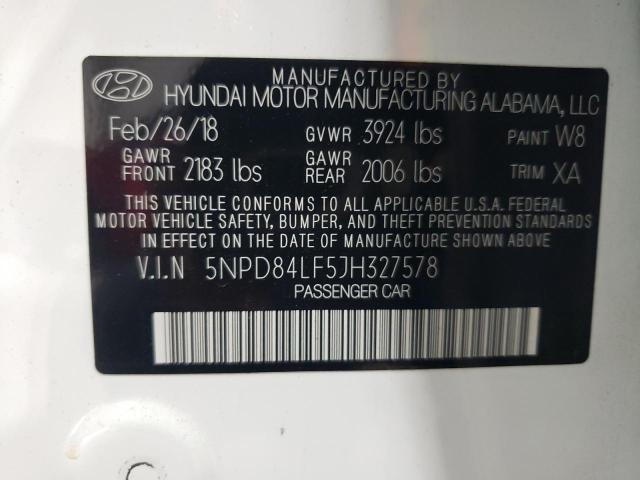 MANUFACTURED BY
HYUNDAI MOTOR MANUFACTURING ALABAMA, LLC
Feb/26/18 GVWR 3924 lbs PAINT W8
GAWR FRONT 2183 lbs GAWR REAR 2006 lbs TRIM XA
THIS VEHICLE CONFORMS TO ALL APPLICABLE U.S.A. FEDERAL
MOTOR VEHICLE SAFETY, BUMPER, AND THEFT PREVENTION STANDARDS
IN EFFECT ON THE DATE OF MANUFACTURE SHOWN ABOVE.
V.I.N 5NPD84LF5JH327578
PASSENGER CAR